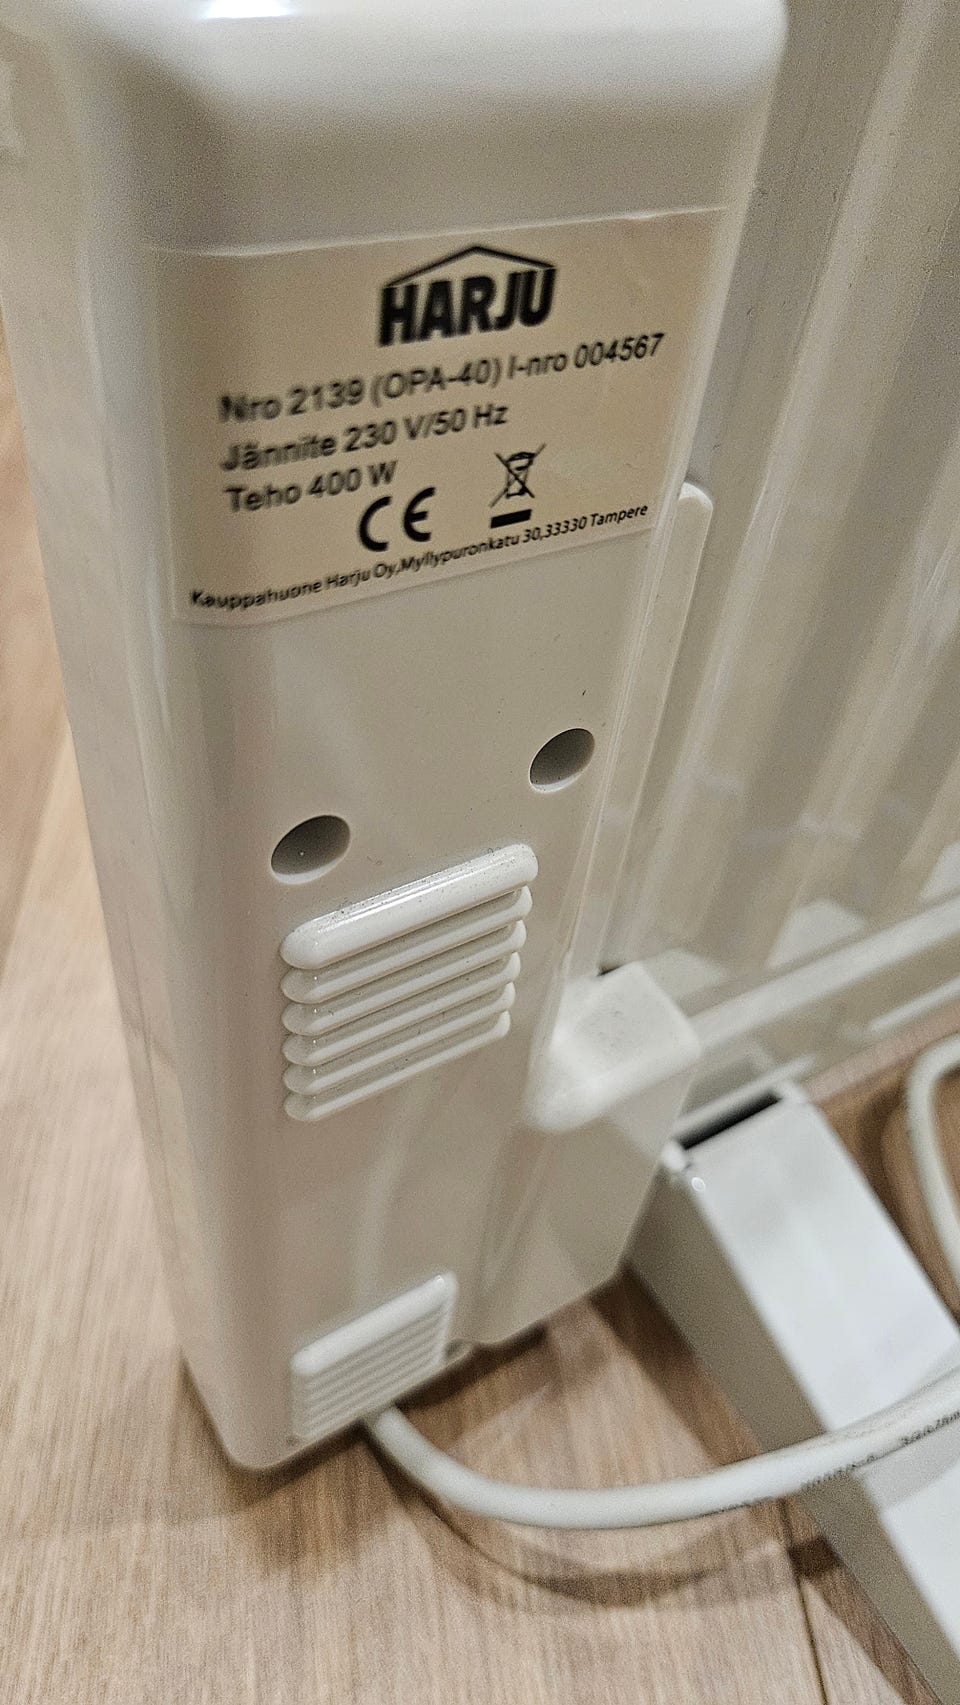 HARJU
Nro 2139 (OPA-40) I-nro 004567
Jännite 230 V/50 Hz
Teho 400 W
CE
Kauppahuone Harju Oy,Myllypuronkatu 30,33330 Tampere